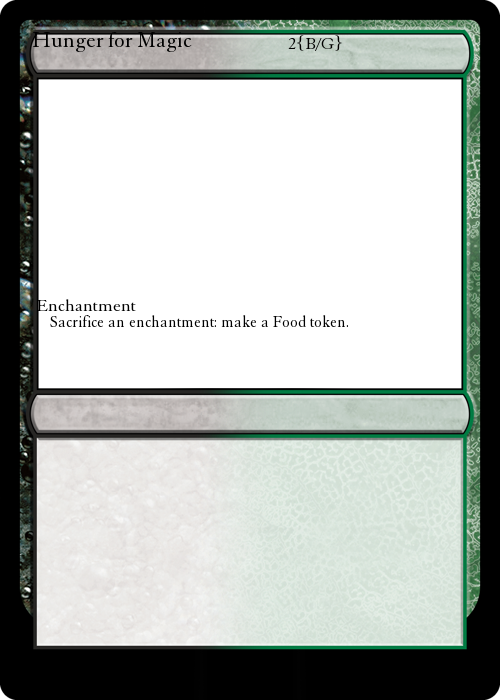 Hunger for Magic 2{B/G}
Enchantment
Sacrifice an enchantment: make a Food token.